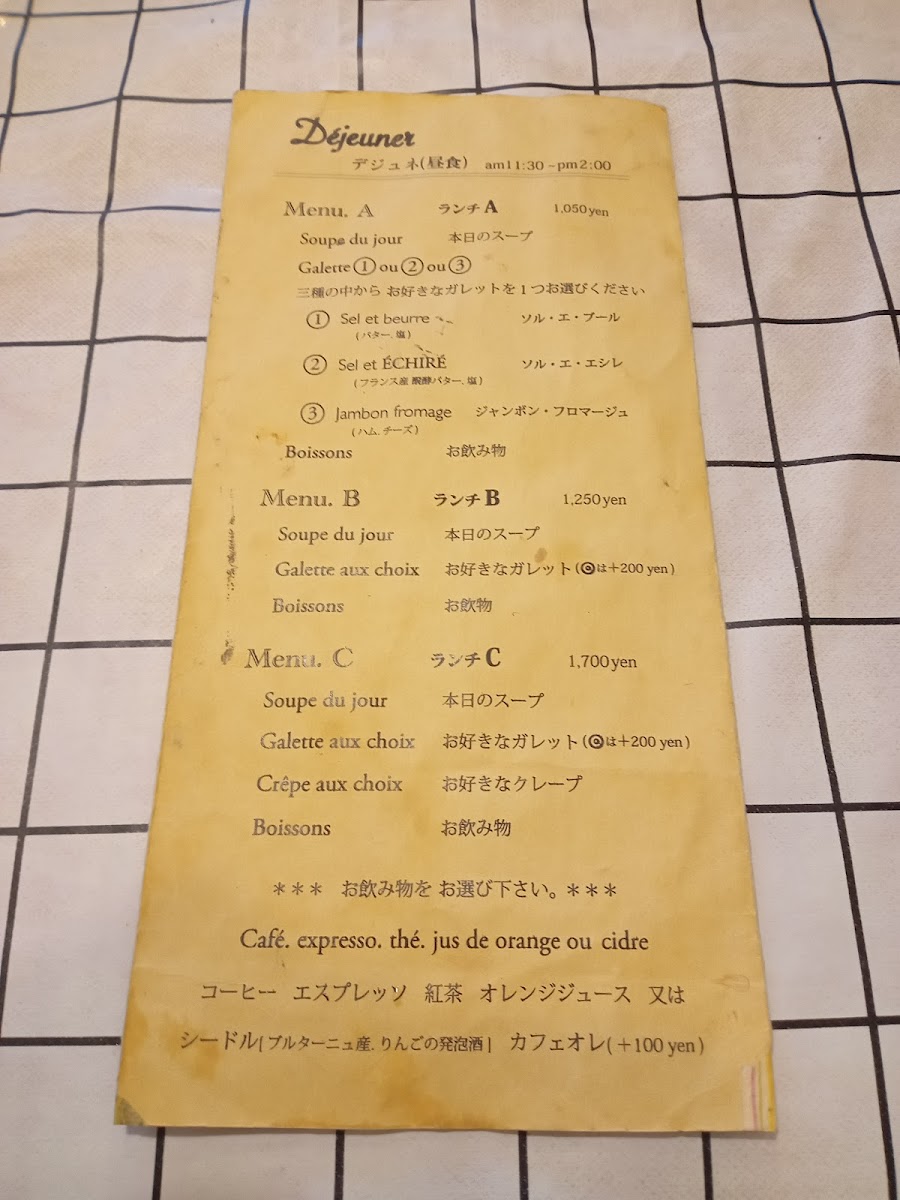 Déjeuner
デジュネ(昼食) am11:30~pm2:00
Menu. A ランチA 1,050yen
Soupe du jour 本日のスープ
Galette①ou②ou③
三種の中から お好きなガレットを1つお選びください
① Sel et beurre ソル・エ・ブール
(バター、塩)
② Sel et ÉCHIRÉ ソル・エ・エシレ
(フランス産 醗酵バター、塩)
③ Jambon fromage ジャンボン・フロマージュ
(ハム、チーズ)
Boissons お飲み物
Menu. B ランチB 1,250yen
Soupe du jour 本日のスープ
Galette aux choix お好きなガレット(◎は+200 yen)
Boissons お飲物
Menu. C ランチC 1,700yen
Soupe du jour 本日のスープ
Galette aux choix お好きなガレット(◎は+200 yen)
Crêpe aux choix お好きなクレープ
Boissons お飲み物
*** お飲み物を お選び下さい。***
Café. expresso. thé. jus de orange ou cidre
コーヒー エスプレッソ 紅茶 オレンジジュース 又は
シードル[ブルターニュ産. りんごの発泡酒] カフェオレ(+100 yen)